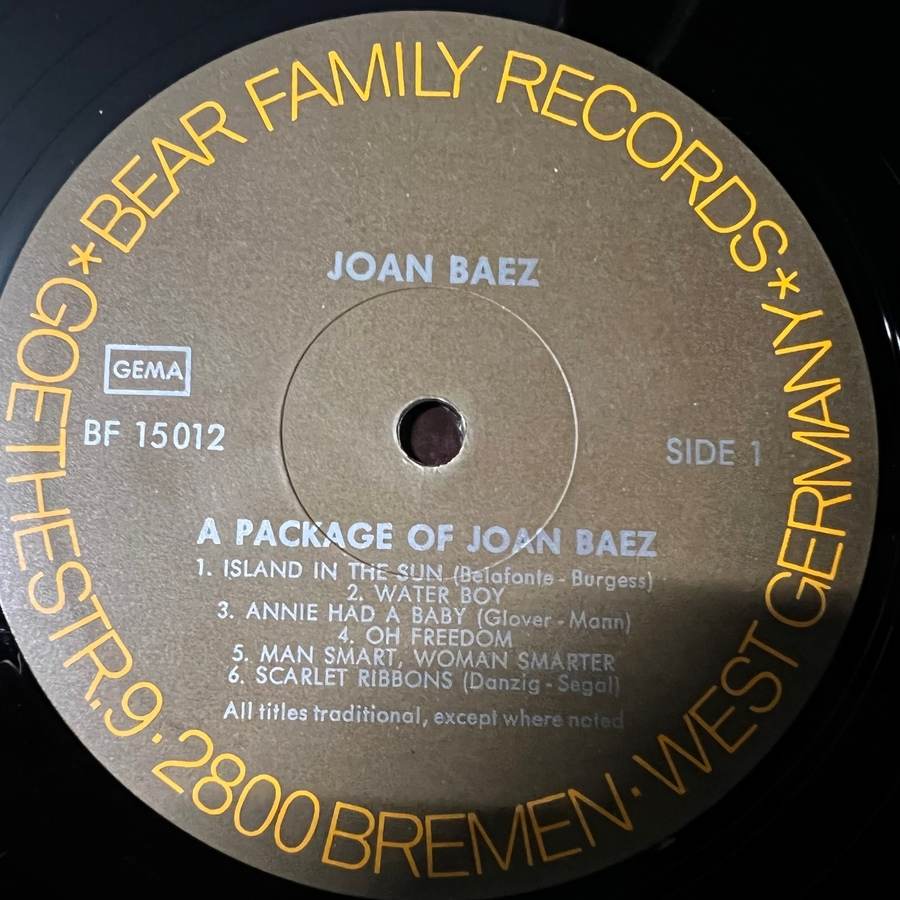 *BEAR FAMILY RECORDS*
GOETHESTR.9·2800 BREMEN·WEST GERMANY
JOAN BAEZ
GEMA
BF 15012
SIDE 1
A PACKAGE OF JOAN BAEZ
1. ISLAND IN THE SUN (Belafonte - Burgess)
2. WATER BOY
3. ANNIE HAD A BABY (Glover - Mann)
4. OH FREEDOM
5. MAN SMART, WOMAN SMARTER
6. SCARLET RIBBONS (Danzig - Segal)
All titles traditional, except where noted